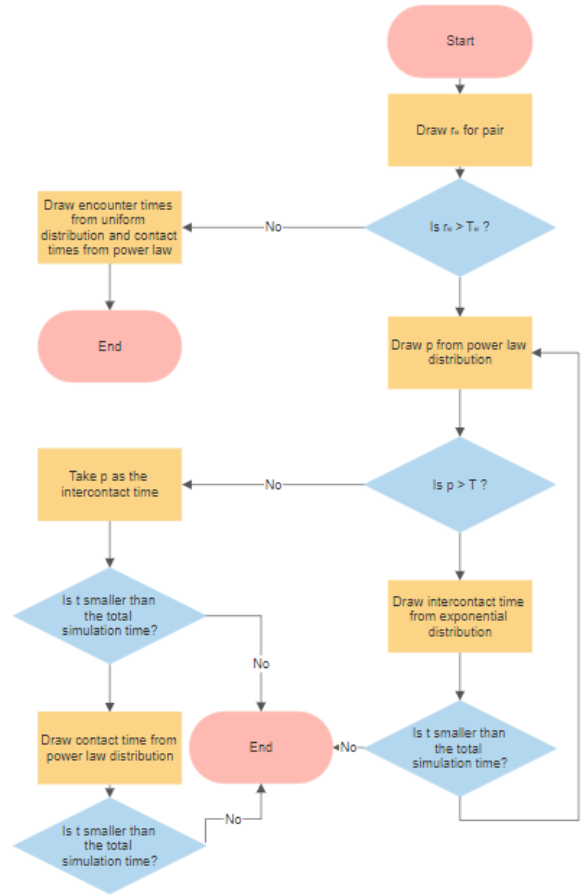 Start
Draw rₑ for pair
Is rₑ > Tₑ ?
No
Draw encounter times
from uniform
distribution and contact
times from power law
End
Draw p from power law
distribution
Is p > T ?
No
Take p as the
intercontact time
Draw intercontact time
from exponential
distribution
Is t smaller than
the total
simulation time?
No
Is t smaller than
the total
simulation time?
No
End
Draw contact time from
power law distribution
Is t smaller than
the total
simulation time?
No